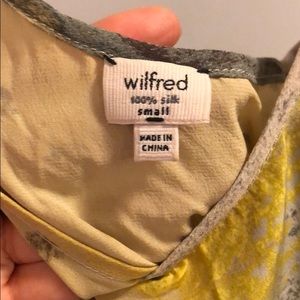 wilfred
100% silk
small
MADE IN
CHINA